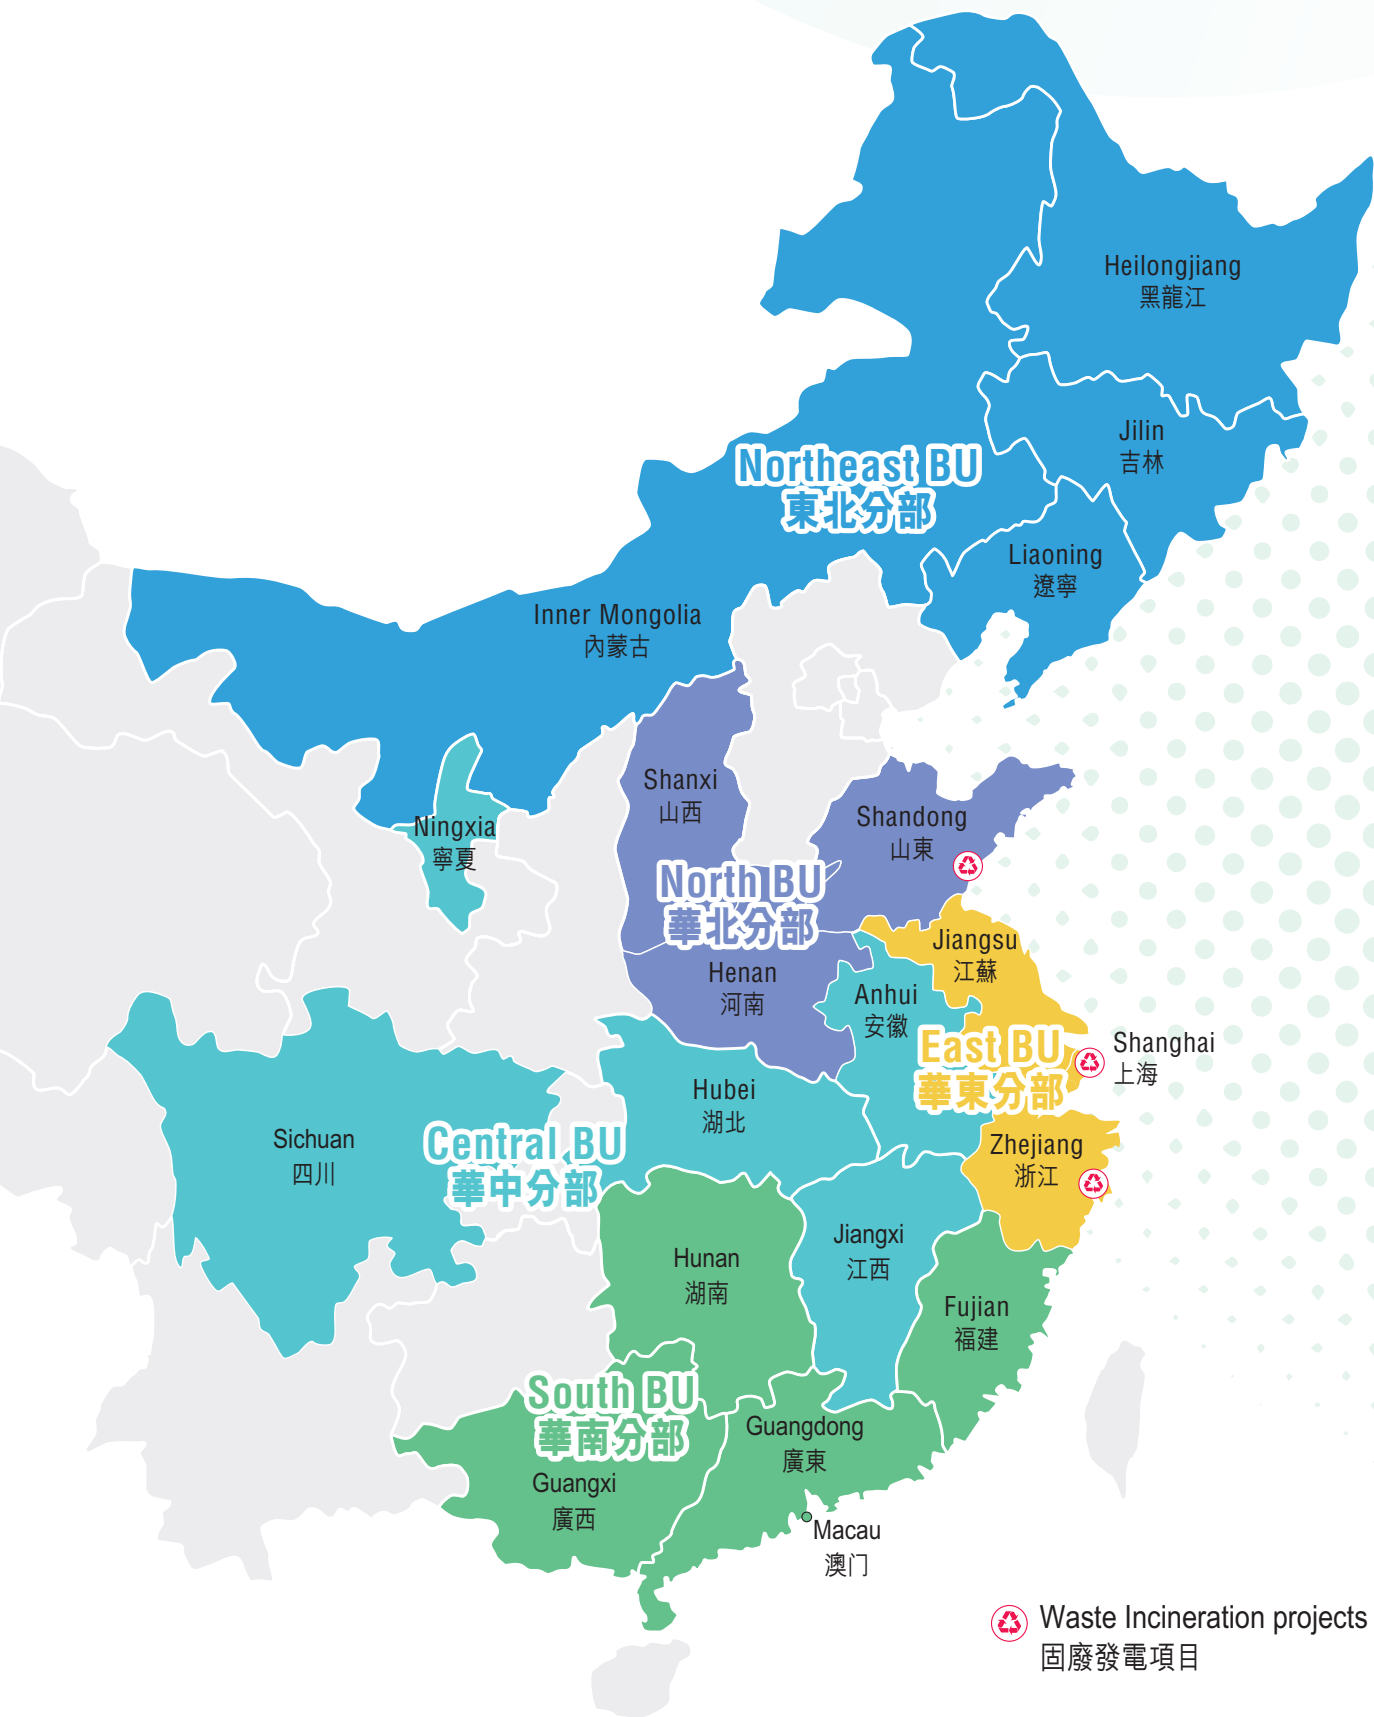 Heilongjiang
黑龍江
Jilin
吉林
Northeast BU
東北分部
Liaoning
遼寧
Inner Mongolia
內蒙古
Shanxi
山西
Shandong
山東
Ningxia
寧夏
North BU
華北分部
Jiangsu
江蘇
Henan
河南
Anhui
安徽
East BU
華東分部
Shanghai
上海
Hubei
湖北
Sichuan
四川
Central BU
華中分部
Zhejiang
浙江
Jiangxi
江西
Hunan
湖南
Fujian
福建
South BU
華南分部
Guangdong
廣東
Guangxi
廣西
Macau
澳门
Waste Incineration projects
固廢發電項目